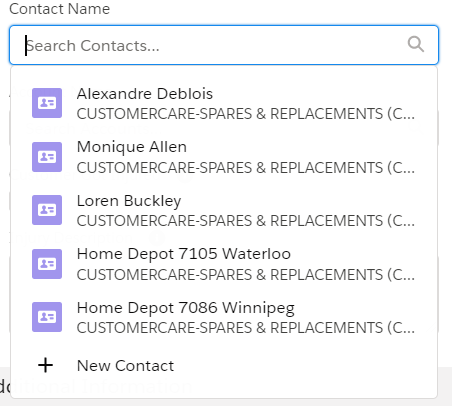 Contact Name
Search Contacts...
Alexandre Deblois
CUSTOMERCARE-SPARES & REPLACEMENTS (C...
Monique Allen
CUSTOMERCARE-SPARES & REPLACEMENTS (C...
Loren Buckley
CUSTOMERCARE-SPARES & REPLACEMENTS (C...
Home Depot 7105 Waterloo
CUSTOMERCARE-SPARES & REPLACEMENTS (C...
Home Depot 7086 Winnipeg
CUSTOMERCARE-SPARES & REPLACEMENTS (C...
New Contact